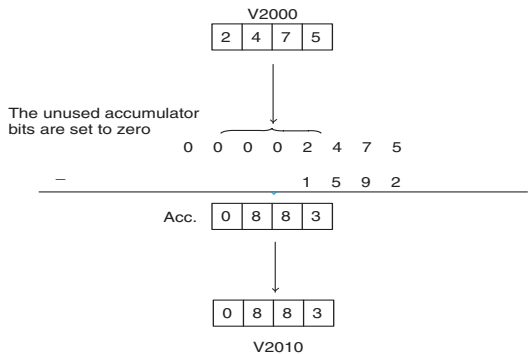 V2000
2 4 7 5
The unused accumulator
bits are set to zero
0 0 0 0 2 4 7 5
– 1 5 9 2
Acc. 0 8 8 3
0 8 8 3
V2010